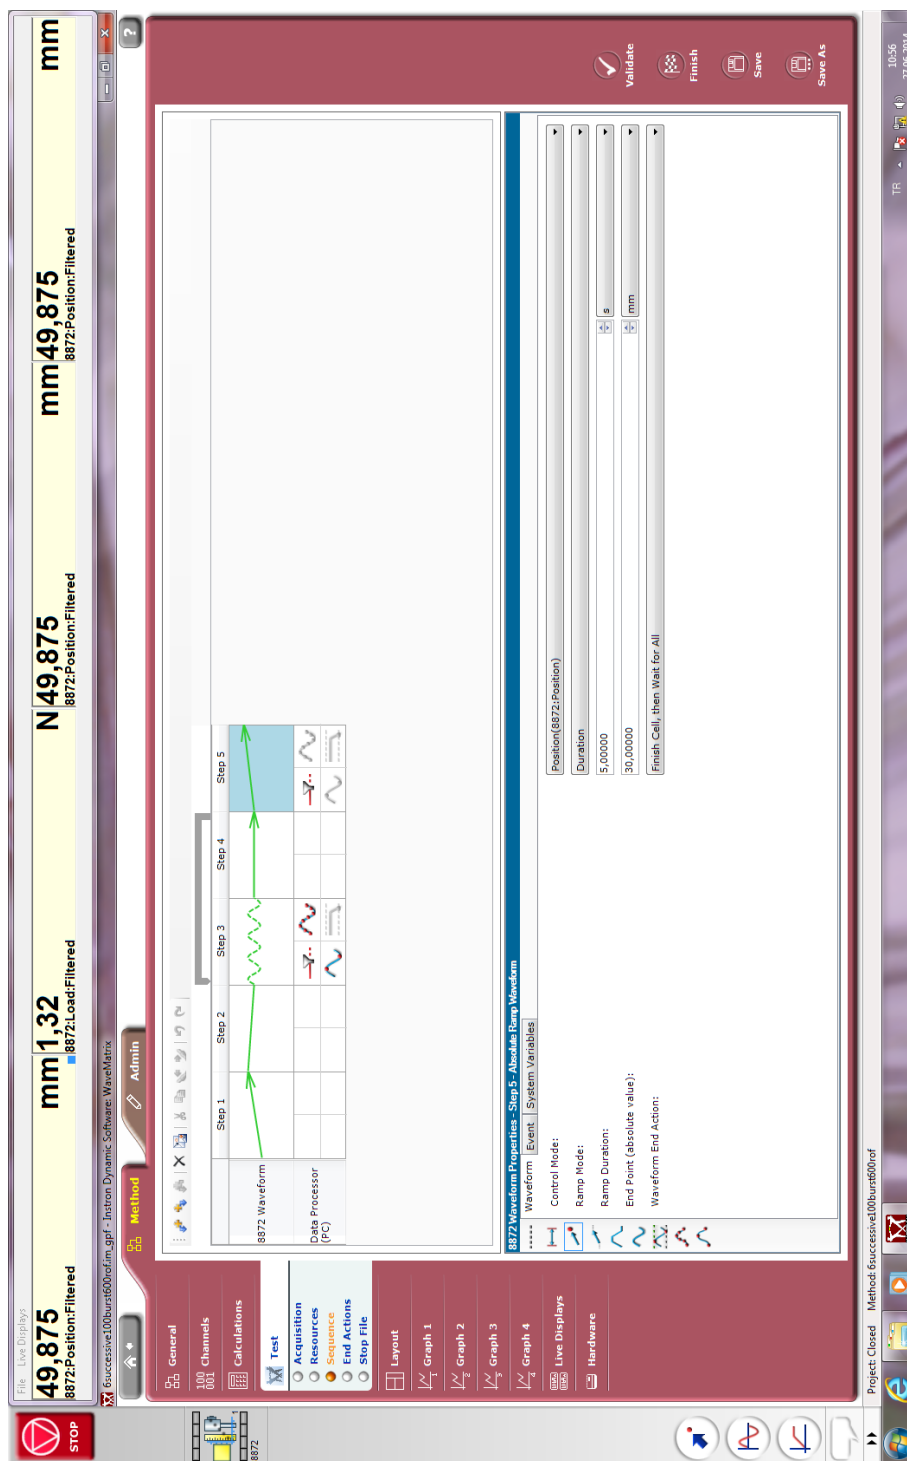 File Live Displays
49,875 mm
8872:Position:Filtered
1,32 N
8872:Load:Filtered
49,875 mm
8872:Position:Filtered
49,875 mm
8872:Position:Filtered
STOP
6successive100burst600rof.im_gpf - Instron Dynamic Software: WaveMatrix
Method
Admin
?
8872
General
Channels
Calculations
Test
Acquisition
Resources
Sequence
End Actions
Stop File
Layout
Graph 1
Graph 2
Graph 3
Graph 4
Live Displays
Hardware
Step 1 Step 2 Step 3 Step 4 Step 5
8872 Waveform
Data Processor
(PC)
8872 Waveform Properties - Step 5 - Absolute Ramp Waveform
Waveform Event System Variables
Control Mode: Position(8872:Position)
Ramp Mode: Duration
Ramp Duration: 5,00000 s
End Point (absolute value): 30,00000 mm
Waveform End Action: Finish Cell, then Wait for All
Validate
Finish
Save
Save As
Project: Closed Method: 6successive100burst600rof
TR
10:56
27.06.2014